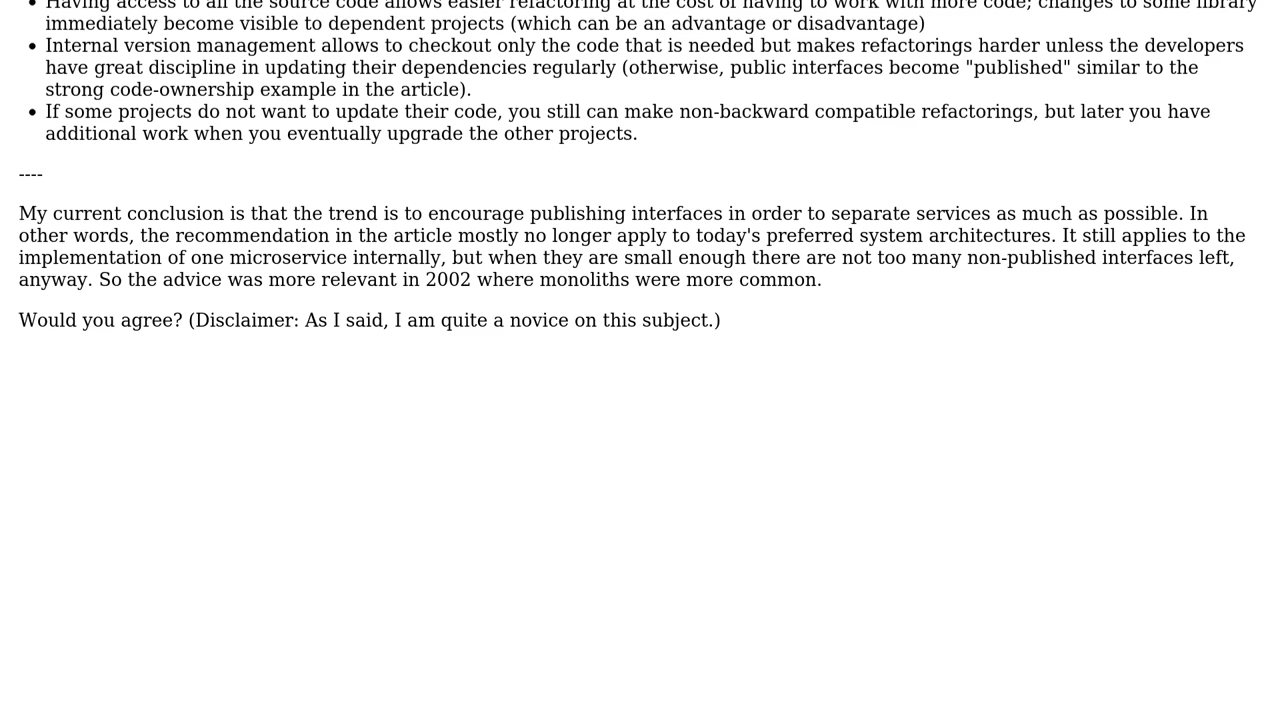 Having access to all the source code allows easier refactoring at the cost of having to work with more code; changes to some library
immediately become visible to dependent projects (which can be an advantage or disadvantage)
Internal version management allows to checkout only the code that is needed but makes refactorings harder unless the developers
have great discipline in updating their dependencies regularly (otherwise, public interfaces become "published" similar to the
strong code-ownership example in the article).
If some projects do not want to update their code, you still can make non-backward compatible refactorings, but later you have
additional work when you eventually upgrade the other projects.
----
My current conclusion is that the trend is to encourage publishing interfaces in order to separate services as much as possible. In
other words, the recommendation in the article mostly no longer apply to today's preferred system architectures. It still applies to the
implementation of one microservice internally, but when they are small enough there are not too many non-published interfaces left,
anyway. So the advice was more relevant in 2002 where monoliths were more common.
Would you agree? (Disclaimer: As I said, I am quite a novice on this subject.)